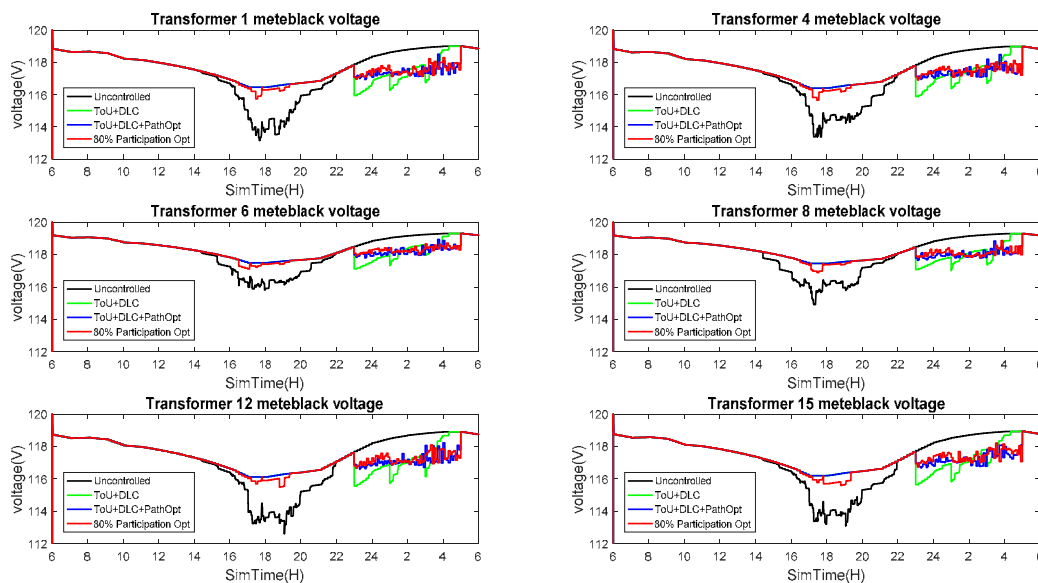 Transformer 1 meteblack voltage
120
118
116
114
112
voltage(V)
Uncontrolled
ToU+DLC
ToU+DLC+PathOpt
80% Participation Opt
6 8 10 12 14 16 18 20 22 24 2 4 6
SimTime(H)
Transformer 4 meteblack voltage
120
118
116
114
112
voltage(V)
Uncontrolled
ToU+DLC
ToU+DLC+PathOpt
80% Participation Opt
6 8 10 12 14 16 18 20 22 24 2 4 6
SimTime(H)
Transformer 6 meteblack voltage
120
118
116
114
112
voltage(V)
Uncontrolled
ToU+DLC
ToU+DLC+PathOpt
80% Participation Opt
6 8 10 12 14 16 18 20 22 24 2 4 6
SimTime(H)
Transformer 8 meteblack voltage
120
118
116
114
112
voltage(V)
Uncontrolled
ToU+DLC
ToU+DLC+PathOpt
80% Participation Opt
6 8 10 12 14 16 18 20 22 24 2 4 6
SimTime(H)
Transformer 12 meteblack voltage
120
118
116
114
112
voltage(V)
Uncontrolled
ToU+DLC
ToU+DLC+PathOpt
80% Participation Opt
6 8 10 12 14 16 18 20 22 24 2 4 6
SimTime(H)
Transformer 15 meteblack voltage
120
118
116
114
112
voltage(V)
Uncontrolled
ToU+DLC
ToU+DLC+PathOpt
80% Participation Opt
6 8 10 12 14 16 18 20 22 24 2 4 6
SimTime(H)